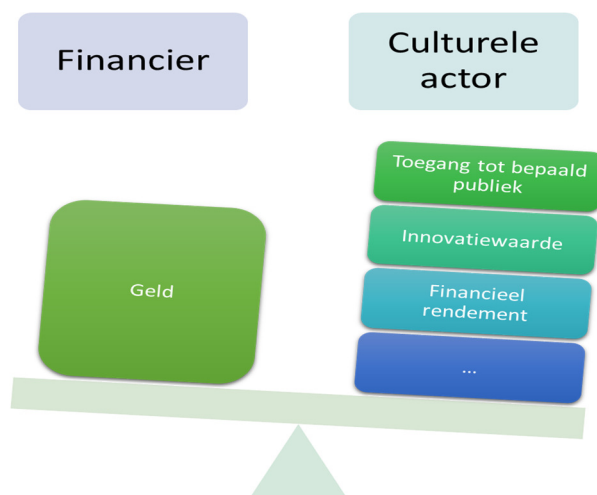 Financier
Culturele
actor
Toegang tot bepaald
publiek
Innovatiewaarde
Geld
Financieel
rendement
...